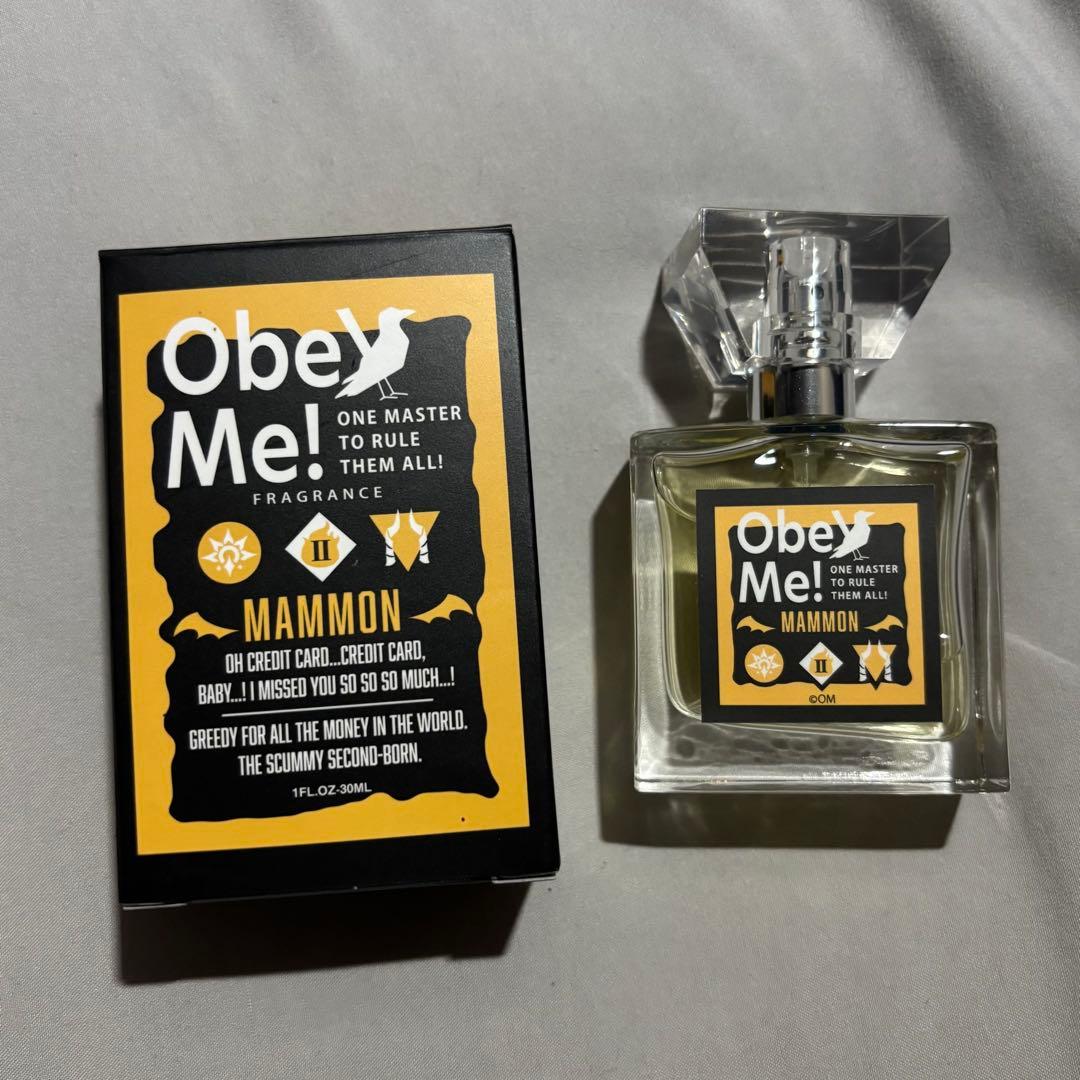 Obey
Me! ONE MASTER
TO RULE
THEM ALL!
FRAGRANCE
II
MAMMON
OH CREDIT CARD...CREDIT CARD,
BABY...! I MISSED YOU SO SO SO MUCH...!
GREEDY FOR ALL THE MONEY IN THE WORLD.
THE SCUMMY SECOND-BORN.
1FL.OZ-30ML
Obey
Me! ONE MASTER
TO RULE
THEM ALL!
MAMMON
II
©OM